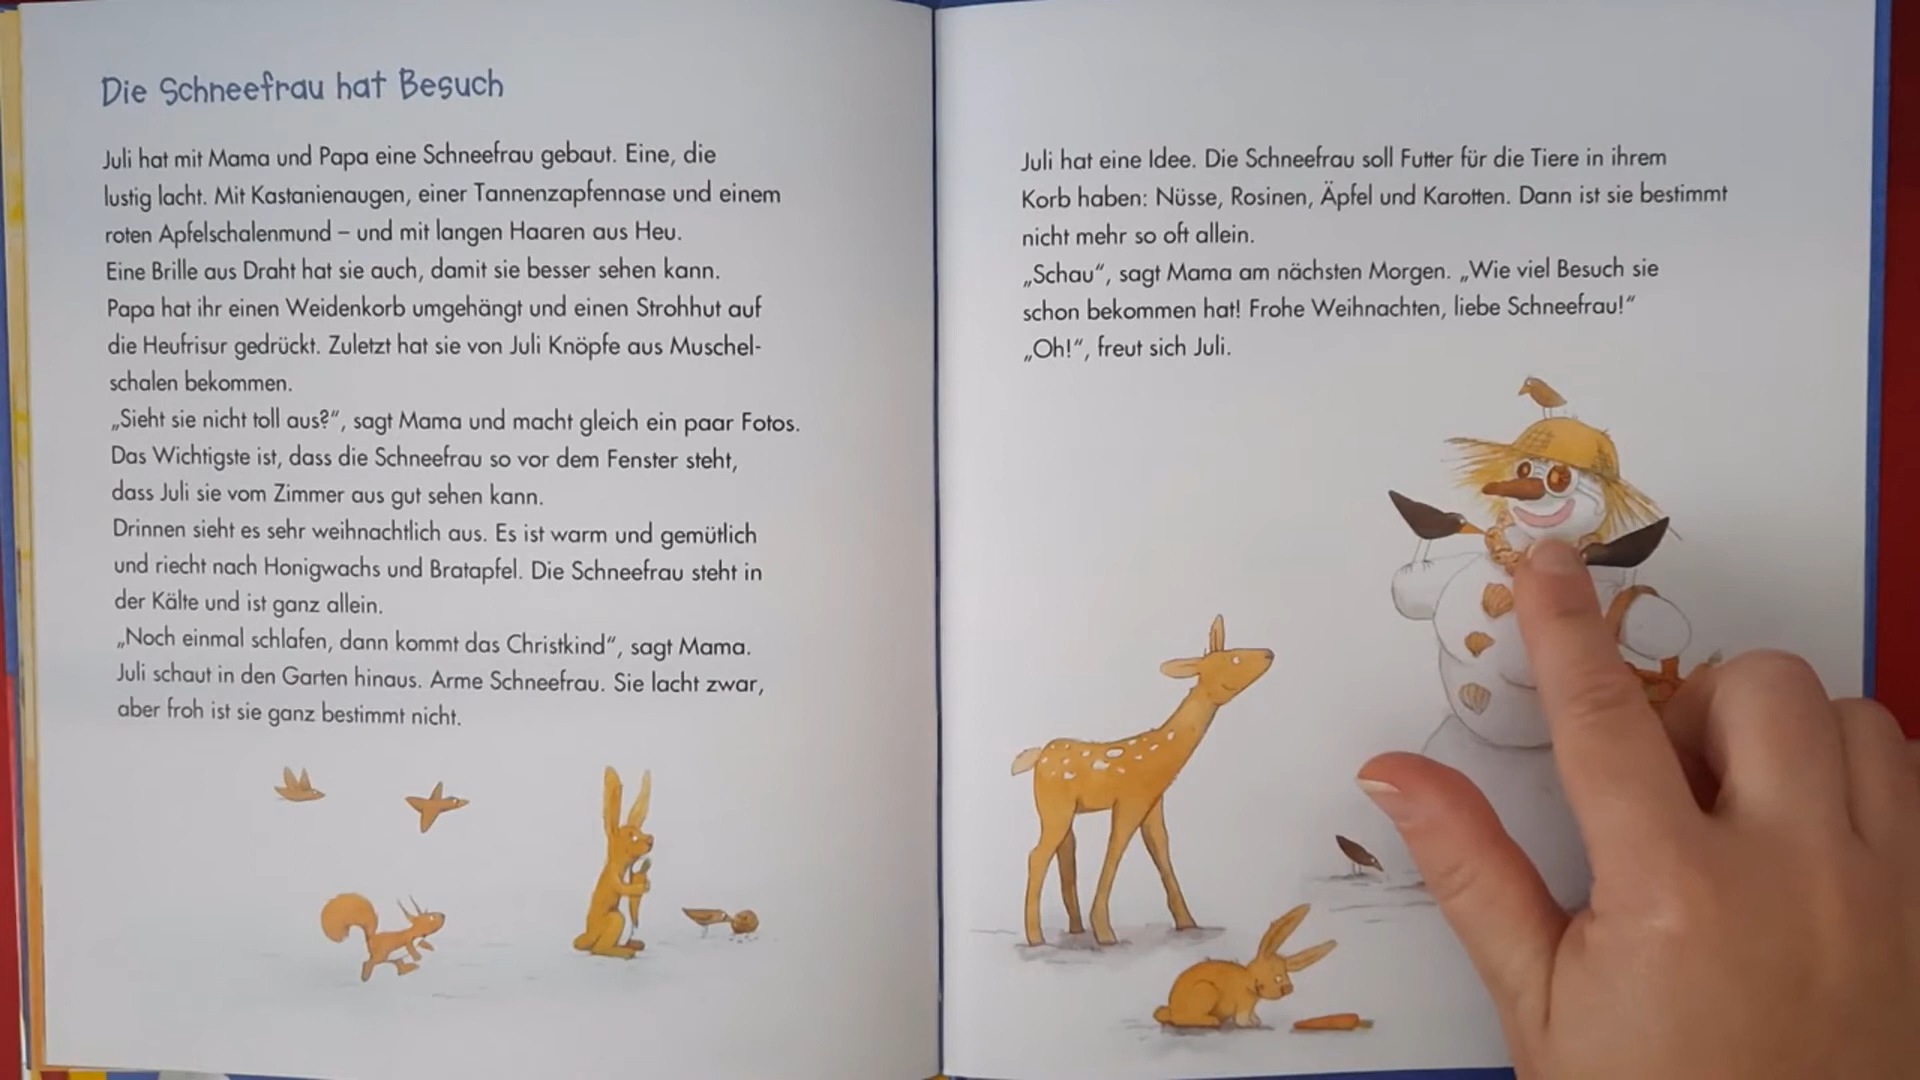 Die Schneefrau hat Besuch
Juli hat mit Mama und Papa eine Schneefrau gebaut. Eine, die
lustig lacht. Mit Kastanienaugen, einer Tannenzapfennase und einem
roten Apfelschalenmund – und mit langen Haaren aus Heu.
Eine Brille aus Draht hat sie auch, damit sie besser sehen kann.
Papa hat ihr einen Weidenkorb umgehängt und einen Strohhut auf
die Heufrisur gedrückt. Zuletzt hat sie von Juli Knöpfe aus Muschel-
schalen bekommen.
„Sieht sie nicht toll aus?“, sagt Mama und macht gleich ein paar Fotos.
Das Wichtigste ist, dass die Schneefrau so vor dem Fenster steht,
dass Juli sie vom Zimmer aus gut sehen kann.
Drinnen sieht es sehr weihnachtlich aus. Es ist warm und gemütlich
und riecht nach Honigwachs und Bratapfel. Die Schneefrau steht in
der Kälte und ist ganz allein.
„Noch einmal schlafen, dann kommt das Christkind“, sagt Mama.
Juli schaut in den Garten hinaus. Arme Schneefrau. Sie lacht zwar,
aber froh ist sie ganz bestimmt nicht.
Juli hat eine Idee. Die Schneefrau soll Futter für die Tiere in ihrem
Korb haben: Nüsse, Rosinen, Äpfel und Karotten. Dann ist sie bestimmt
nicht mehr so oft allein.
„Schau“, sagt Mama am nächsten Morgen. „Wie viel Besuch sie
schon bekommen hat! Frohe Weihnachten, liebe Schneefrau!“
„Oh!“, freut sich Juli.